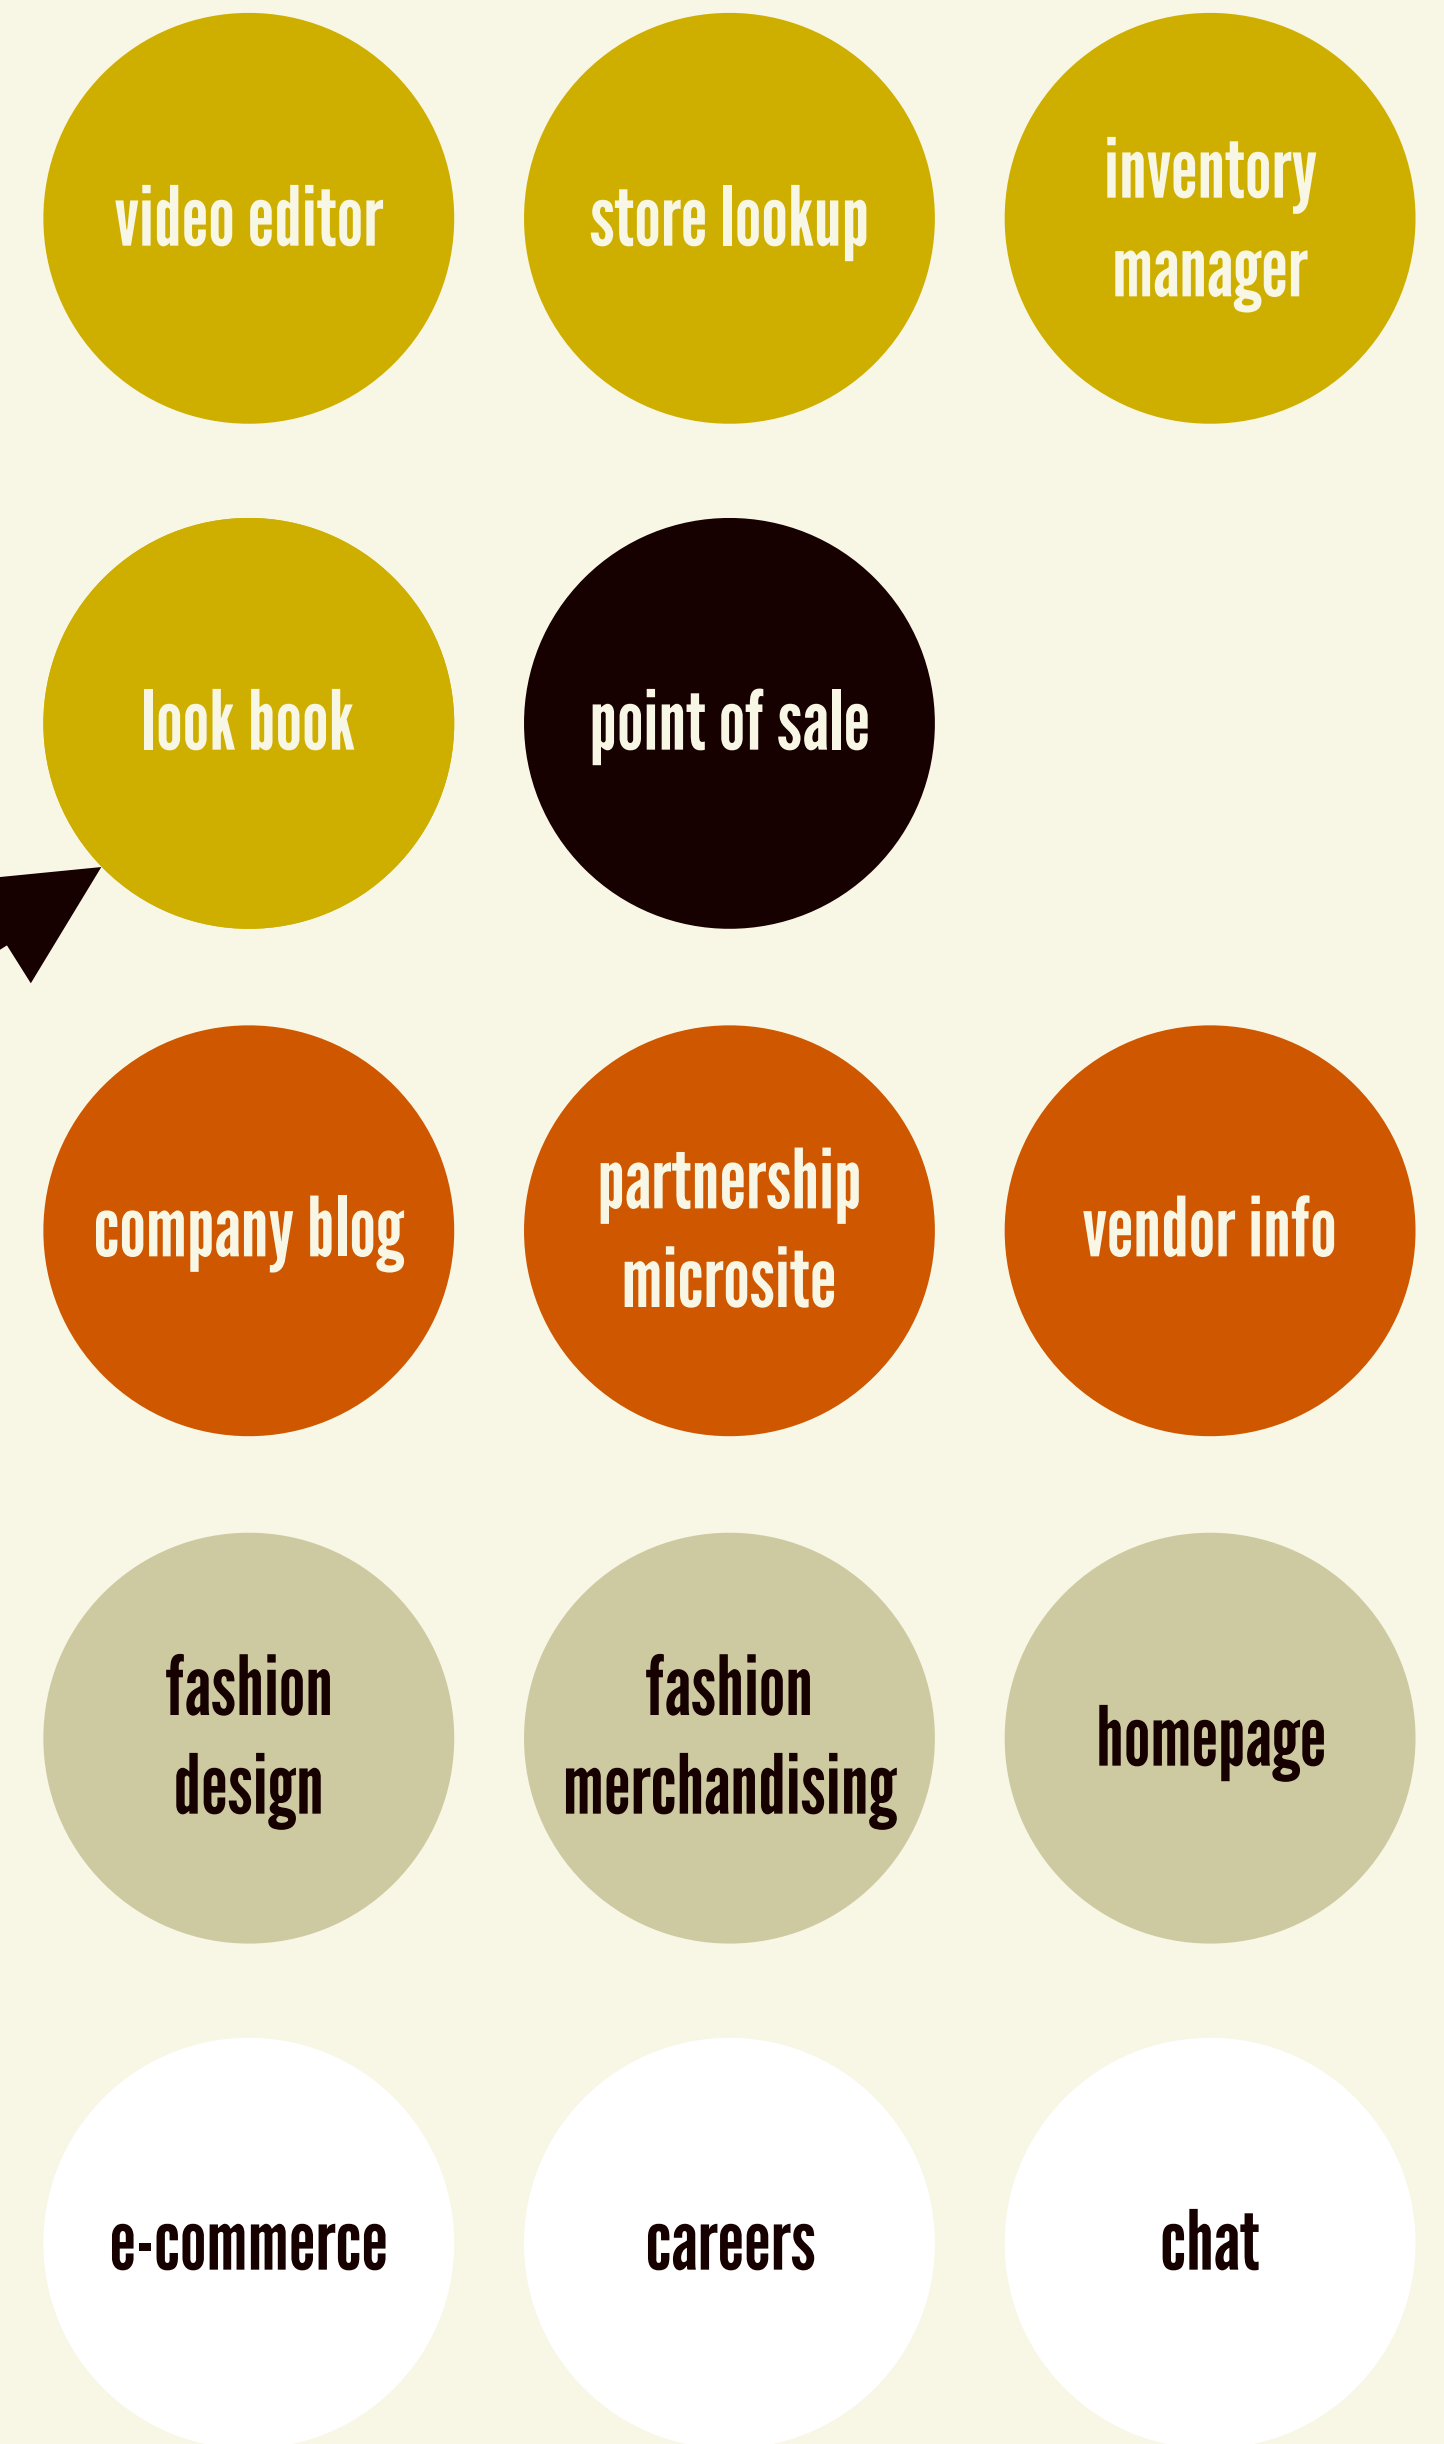 video editor
store lookup
inventory
manager
look book
point of sale
company blog
partnership
microsite
vendor info
fashion
design
fashion
merchandising
homepage
e-commerce
careers
chat